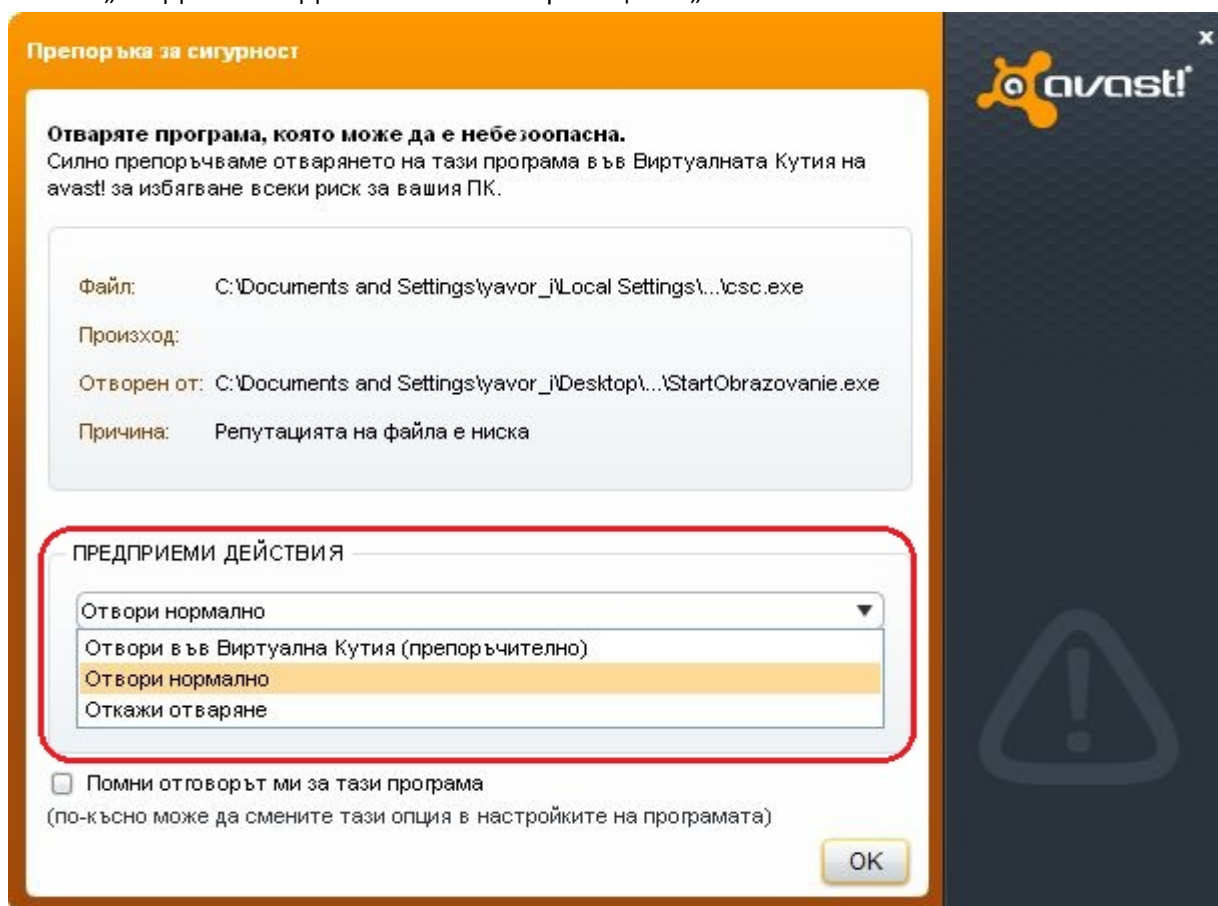 Препоръка за сигурност
x
avast!
Отваряте програма, която може да е небезоопасна.
Силно препоръчваме отварянето на тази програма във Виртуалната Кутия на
avast! за избягване всеки риск за вашия ПК.
Файл: C:\Documents and Settings\yavor_i\Local Settings\...\csc.exe
Произход:
Отворен от: C:\Documents and Settings\yavor_i\Desktop\...\StartObrazovanie.exe
Причина: Репутацията на файла е ниска
ПРЕДПРИЕМИ ДЕЙСТВИЯ
Отвори нормално
Отвори във Виртуална Кутия (препоръчително)
Отвори нормално
Откажи отваряне
Помни отговорът ми за тази програма
(по-късно може да смените тази опция в настройките на програмата)
OK